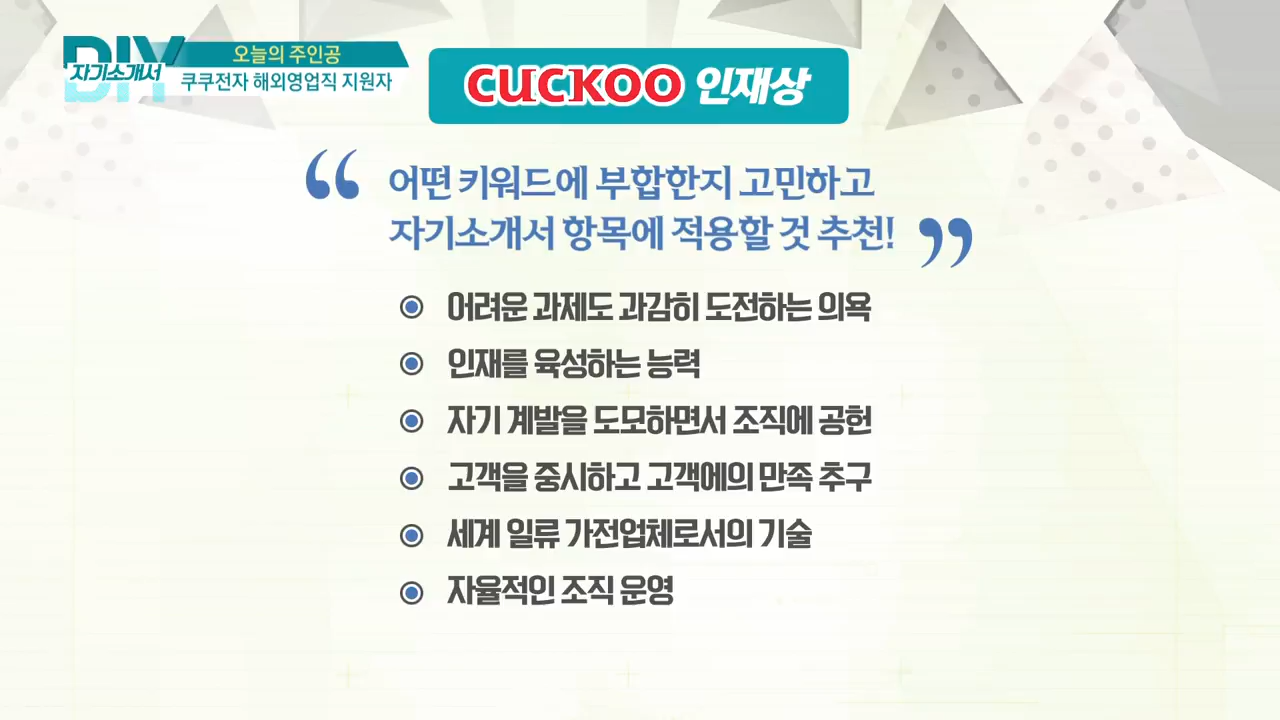 DIY
자기소개서
오늘의 주인공
쿠쿠전자 해외영업직 지원자
CUCKOO 인재상
“ 어떤 키워드에 부합한지 고민하고
자기소개서 항목에 적용할 것 추천! ”
어려운 과제도 과감히 도전하는 의욕
인재를 육성하는 능력
자기 계발을 도모하면서 조직에 공헌
고객을 중시하고 고객에의 만족 추구
세계 일류 가전업체로서의 기술
자율적인 조직 운영